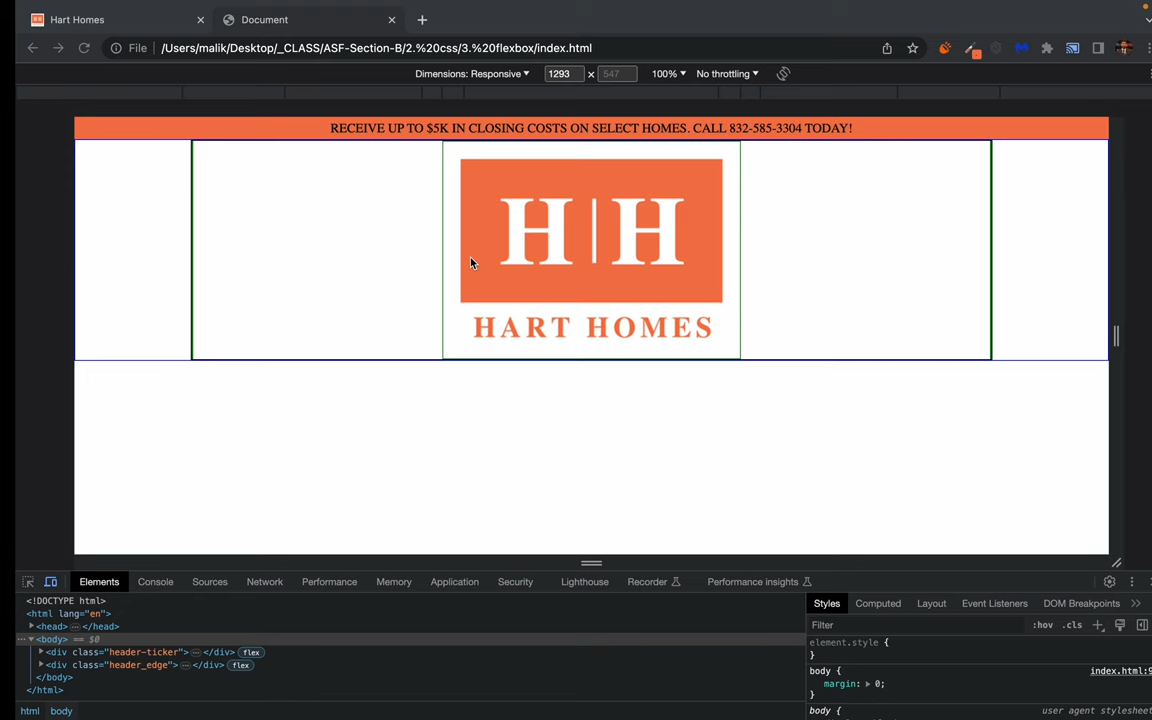 Hart Homes
Document
File /Users/malik/Desktop/_CLASS/ASF-Section-B/2.%20css/3.%20flexbox/index.html
Dimensions: Responsive 1293 × 547 100% No throttling
RECEIVE UP TO $5K IN CLOSING COSTS ON SELECT HOMES. CALL 832-585-3304 TODAY!
H|H
HART HOMES
Elements Console Sources Network Performance Memory Application Security Lighthouse Recorder Performance insights
<!DOCTYPE html>
<html lang="en">
<head>…</head>
<body> == $0
<div class="header-ticker">…</div> flex
<div class="header_edge">…</div> flex
</body>
</html>
html body
Styles Computed Layout Event Listeners DOM Breakpoints
Filter :hov .cls
element.style {
}
body { index.html:9
margin: 0;
}
body { user agent stylesheet